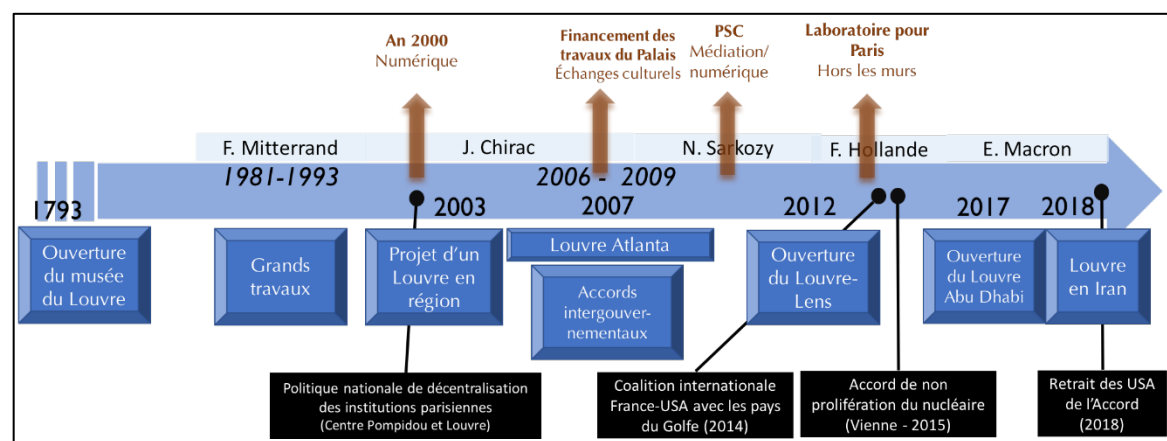 An 2000
Numérique
Financement des
travaux du Palais
Échanges culturels
PSC
Médiation/
numérique
Laboratoire pour
Paris
Hors les murs
F. Mitterrand
J. Chirac
N. Sarkozy
F. Hollande
E. Macron
1981-1993
2006 - 2009
1793
2003
2007
2012
2017
2018
Ouverture
du musée
du Louvre
Grands
travaux
Projet d'un
Louvre en
région
Louvre Atlanta
Accords
intergouver-
nementaux
Ouverture
du Louvre-
Lens
Ouverture
du Louvre
Abu Dhabi
Louvre
en Iran
Politique nationale de décentralisation
des institutions parisiennes
(Centre Pompidou et Louvre)
Coalition internationale
France-USA avec les pays
du Golfe (2014)
Accord de non
prolifération du nucléaire
(Vienne - 2015)
Retrait des USA
de l'Accord
(2018)